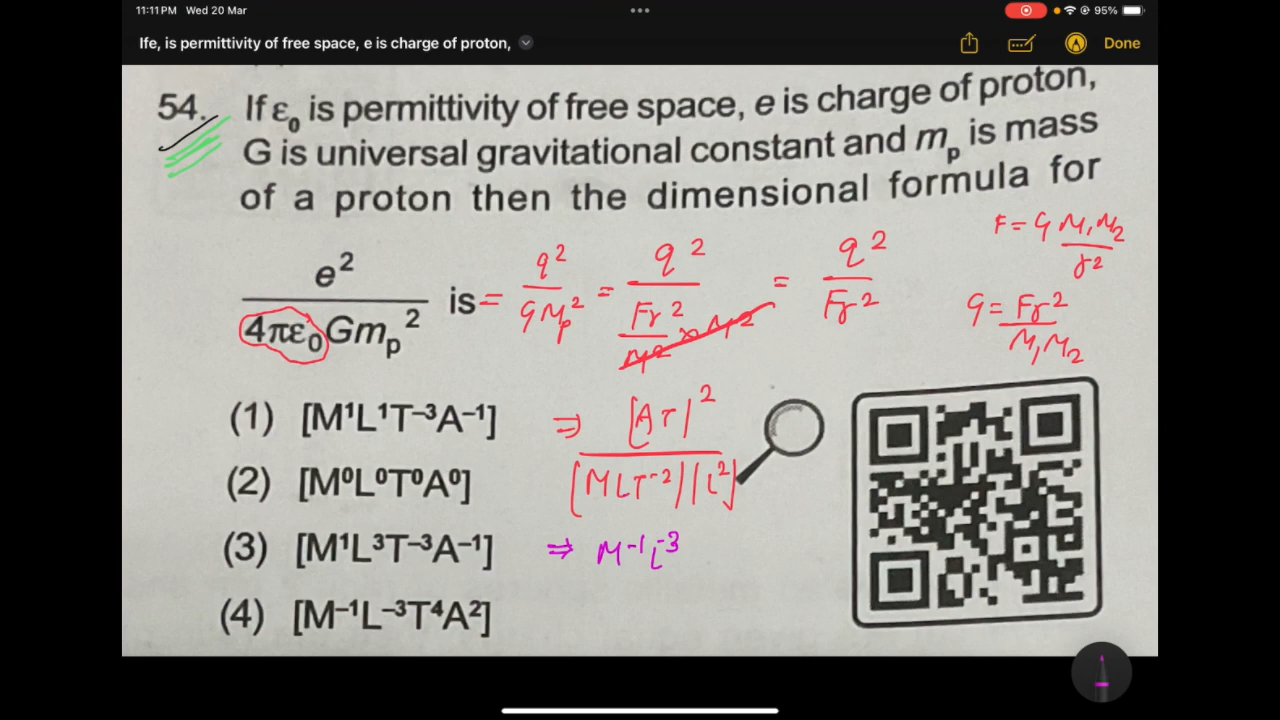 11:11 PM Wed 20 Mar
95%
Ife, is permittivity of free space, e is charge of proton,
Done
54. If ε₀ is permittivity of free space, e is charge of proton,
G is universal gravitational constant and mₚ is mass
of a proton then the dimensional formula for
e² / 4πε₀Gmₚ² is = q² / GMₚ² = q² / (Fr² / M² × M²) = q² / Fr²
F = G M₁M₂ / r²
G = Fr² / M₁M₂
(1) [M¹L¹T⁻³A⁻¹]
(2) [M⁰L⁰T⁰A⁰]
(3) [M¹L³T⁻³A⁻¹]
(4) [M⁻¹L⁻³T⁴A²]
⇒ [AT]² / [MLT⁻²][L²]
⇒ M⁻¹L⁻³